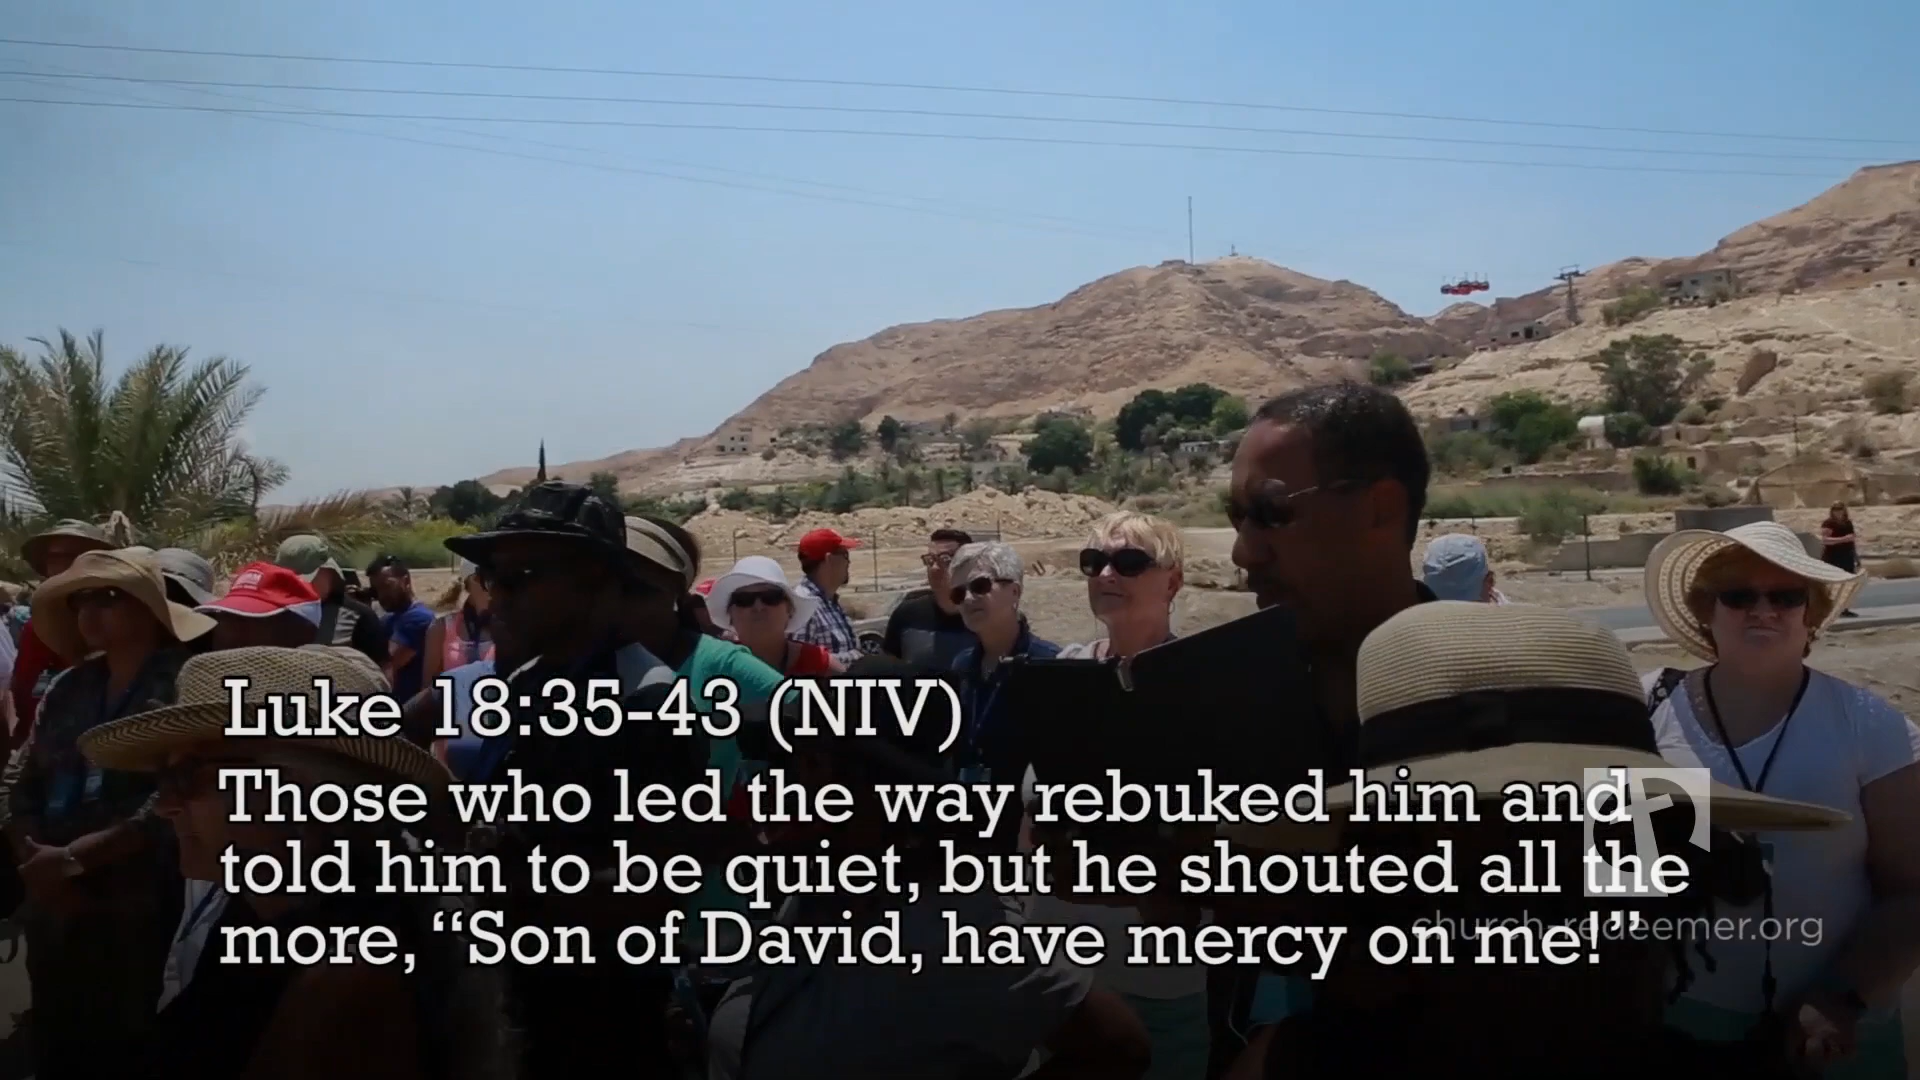 Luke 18:35-43 (NIV)
Those who led the way rebuked him and
told him to be quiet, but he shouted all the
more, “Son of David, have mercy on me!”
church-redeemer.org